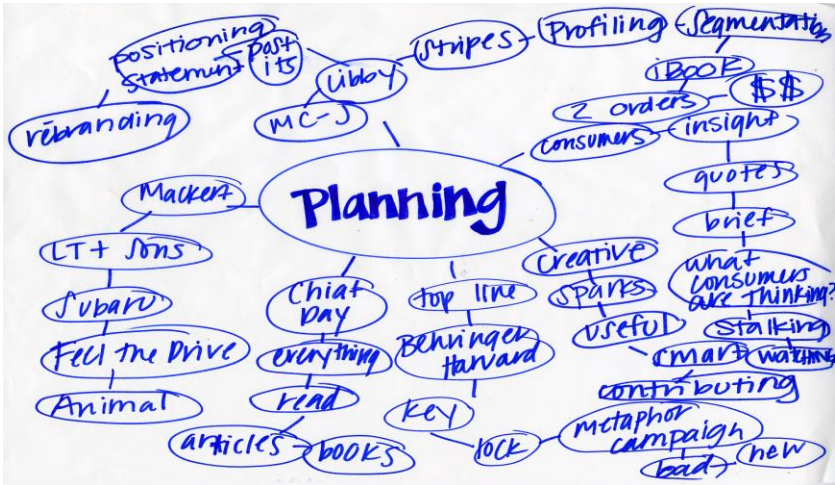 positioning
statement
post
its
rebranding
Libby
MC-J
stripes
Profiling
segmentation
iBOOK
2 orders
$$
consumers
insight
quotes
brief
what
consumers
are thinking?
stalking
watching
Planning
Mackert
LT+ Sons
Subaru
Feel the Drive
Animal
Chiat
Day
everything
read
articles
books
top line
Behringer
Harvard
key
lock
metaphor
campaign
bad
new
creative
sparks
useful
smart
contributing